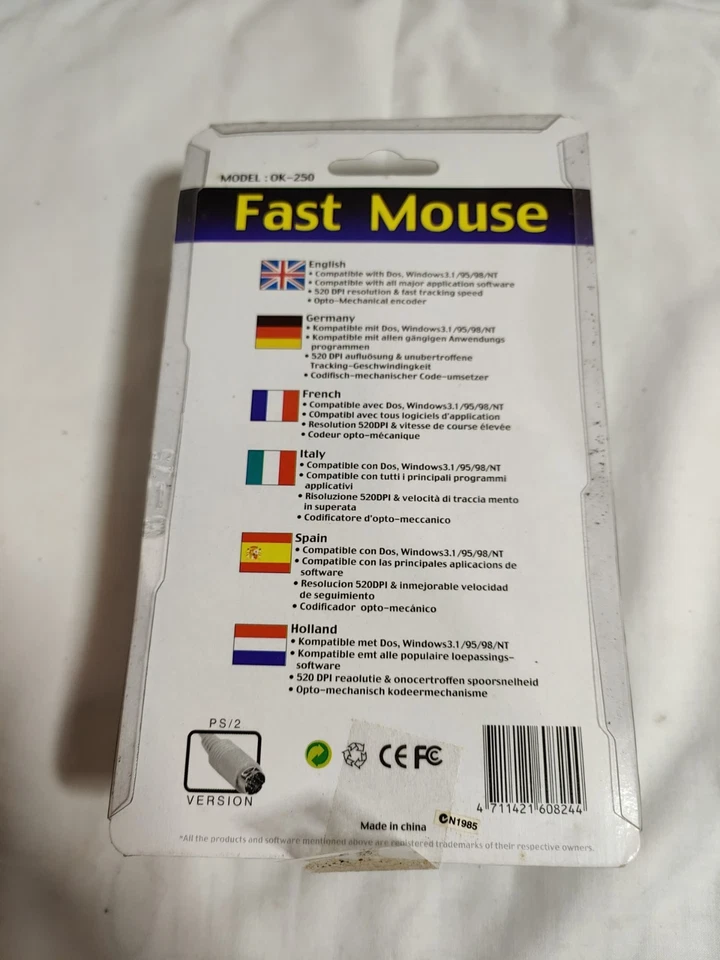 MODEL : OK-250
Fast Mouse
English
• Compatible with Dos, Windows3.1/95/98/NT
• Compatible with all major application software
• 520 DPI resolution & fast tracking speed
• Opto-Mechanical encoder
Germany
• Kompatible mit Dos, Windows3.1/95/98/NT
• Kompatible mit allen gängigen Anwendungs
programmen
• 520 DPI aufluösung & unubertroffene
Tracking-Geschwindingkeit
• Codifisch-mechanischer Code-umsetzer
French
• Compatible avec Dos, Windows3.1/95/98/NT
• COmpatibl avec tous logiciels d'application
• Resolution 520DPI & vitesse de course élevée
• Codeur opto-mécanique
Italy
• Compatible con Dos, Windows3.1/95/98/NT
• Compatible con tutti i principali programmi
applicativi
• Risoluzione 520DPI & velocità di traccia mento
in superata
• Codificatore d'opto-meccanico
Spain
• Compatible con Dos, Windows3.1/95/98/NT
• Compatible con las principales aplicacions de
software
• Resolucion 520DPI & inmejorable velocidad
de seguimiento
• Codificador opto-mecánico
Holland
• Kompatible met Dos, Windows3.1/95/98/NT
• Kompatible emt alle populaire loepassings-
software
• 520 DPI reaolutie & onocertroffen spoorsnelheid
• Opto-mechanisch kodeermechanisme
PS/2
VERSION
CE FC
4 711421 608244
Made in china
N1985
*All the products and software mentioned above are registered trademarks of their respective owners.